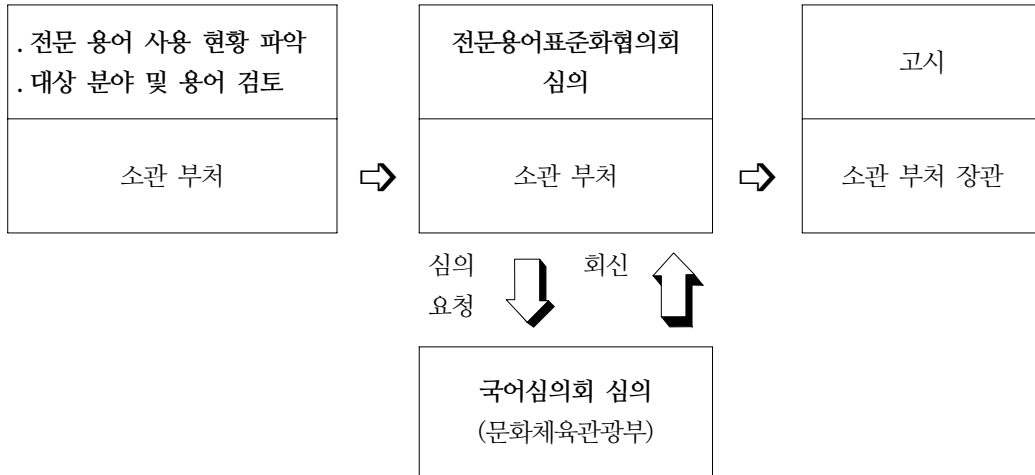 . 전문 용어 사용 현황 파악
. 대상 분야 및 용어 검토
소관 부처
전문용어표준화협의회
심의
소관 부처
고시
소관 부처 장관
심의
요청
회신
국어심의회 심의
(문화체육관광부)